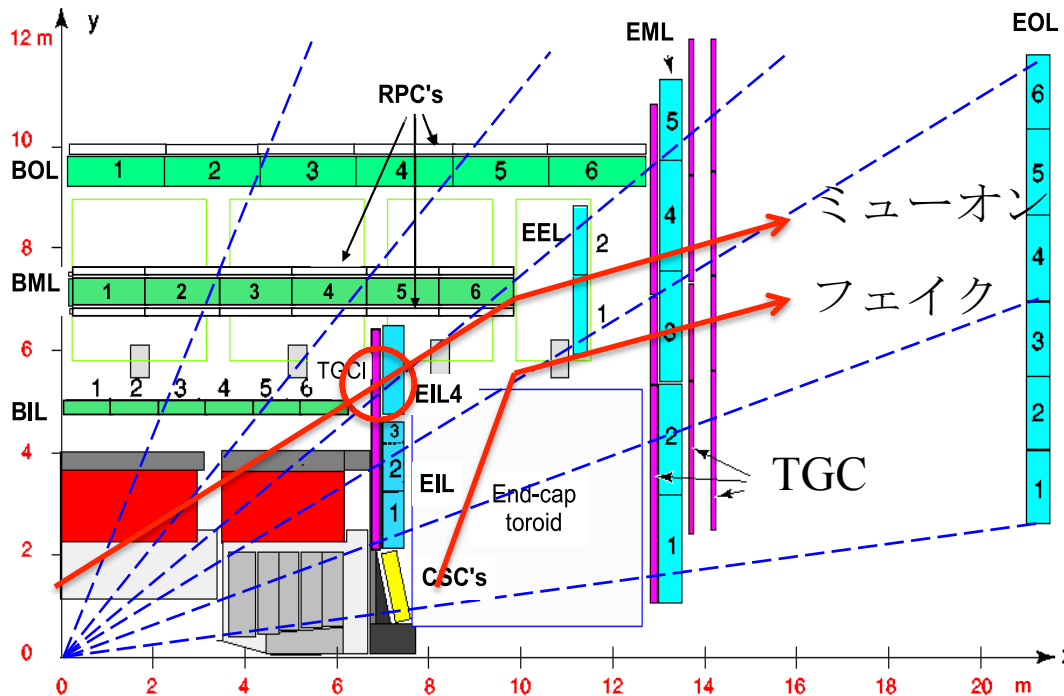 y
12 m
EML
EOL
RPC's
6
5
10
BOL
1 2 3 4 5 6
5
ミューオン
4
8
EEL
2
4
BML
1 2 3 4 5 6
1
フェイク
3
3
6
TGCI
1 2 3 4 5 6
EIL4
BIL
2
2
4
3
2
EIL
End-cap
toroid
TGC
1
1
2
1
CSC's
0
0 2 4 6 8 10 12 14 16 18 20 m